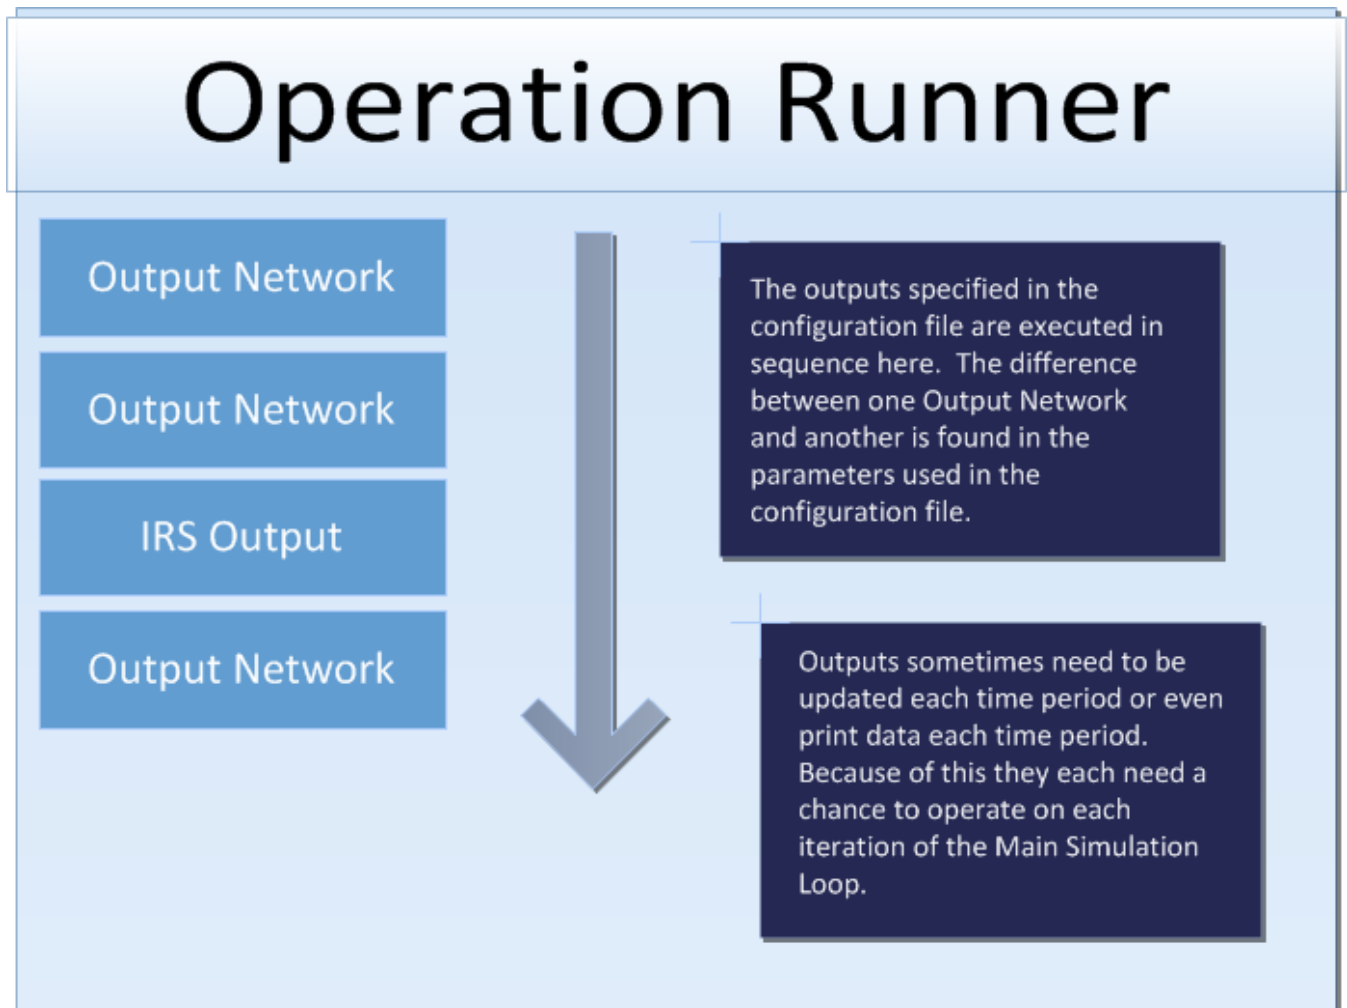 Operation Runner
Output Network
Output Network
IRS Output
Output Network
The outputs specified in the
configuration file are executed in
sequence here.  The difference
between one Output Network
and another is found in the
parameters used in the
configuration file.
Outputs sometimes need to be
updated each time period or even
print data each time period.
Because of this they each need a
chance to operate on each
iteration of the Main Simulation
Loop.